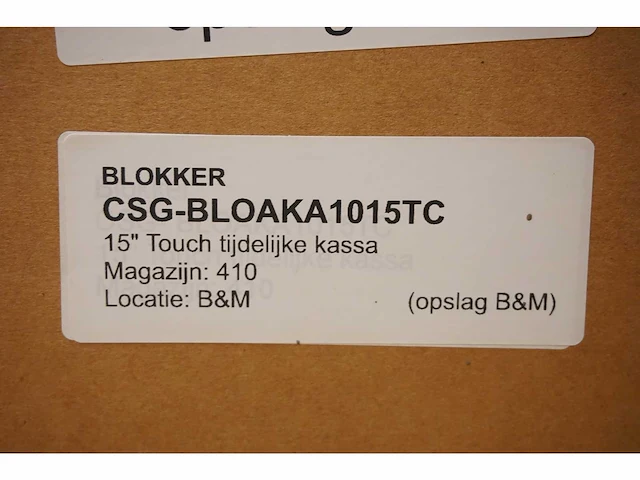 BLOKKER
CSG-BLOAKA1015TC
15" Touch tijdelijke kassa
Magazijn: 410
Locatie: B&M (opslag B&M)